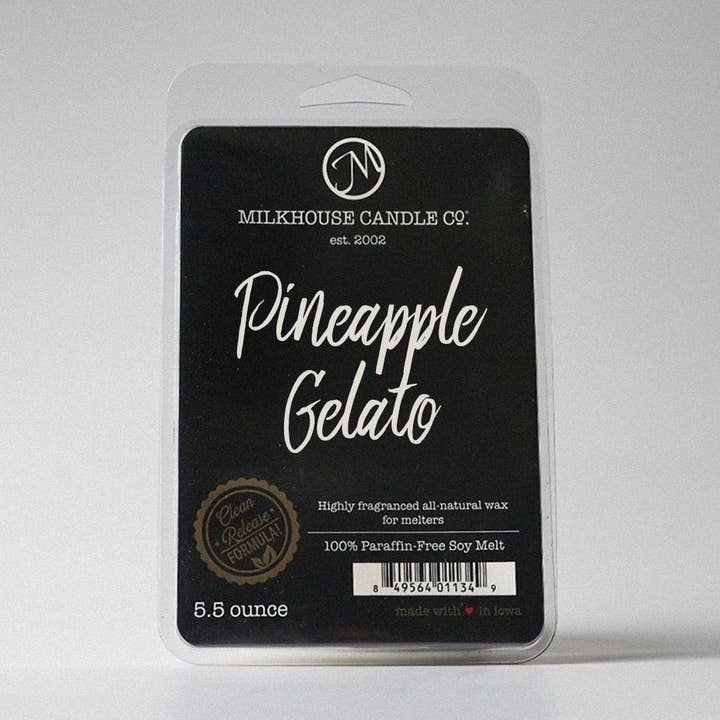 JM
MILKHOUSE CANDLE CO.
est. 2002
Pineapple
Gelato
Clean
Release
FORMULA!
Highly fragranced all-natural wax
for melters
100% Paraffin-Free Soy Melt
8 49564 01134 9
5.5 ounce
made with ♥ in iowa